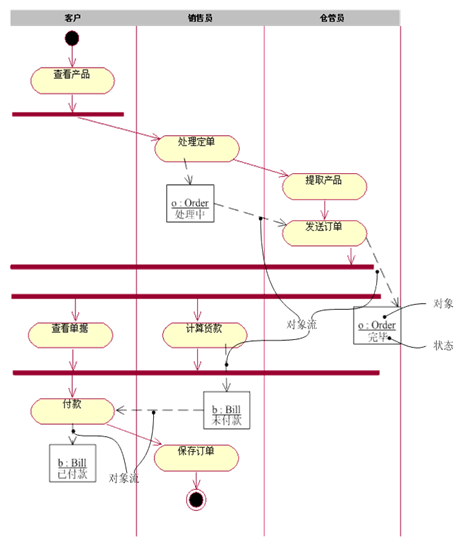 客户 销售员 仓管员
查看产品
处理定单
提取产品
o : Order
处理中
发送订单
对象
查看单据
计算货款
对象流
o : Order
完毕
状态
付款
b : Bill
未付款
保存订单
b : Bill
已付款
对象流